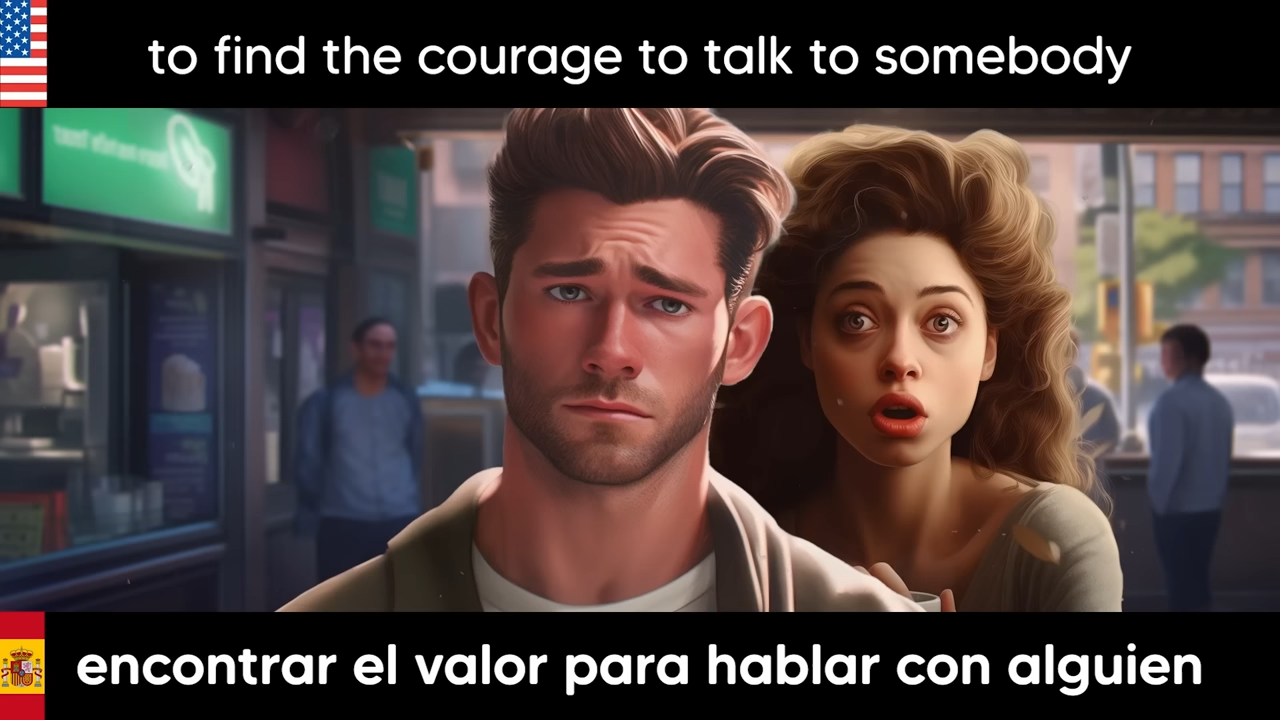 to find the courage to talk to somebody
encontrar el valor para hablar con alguien